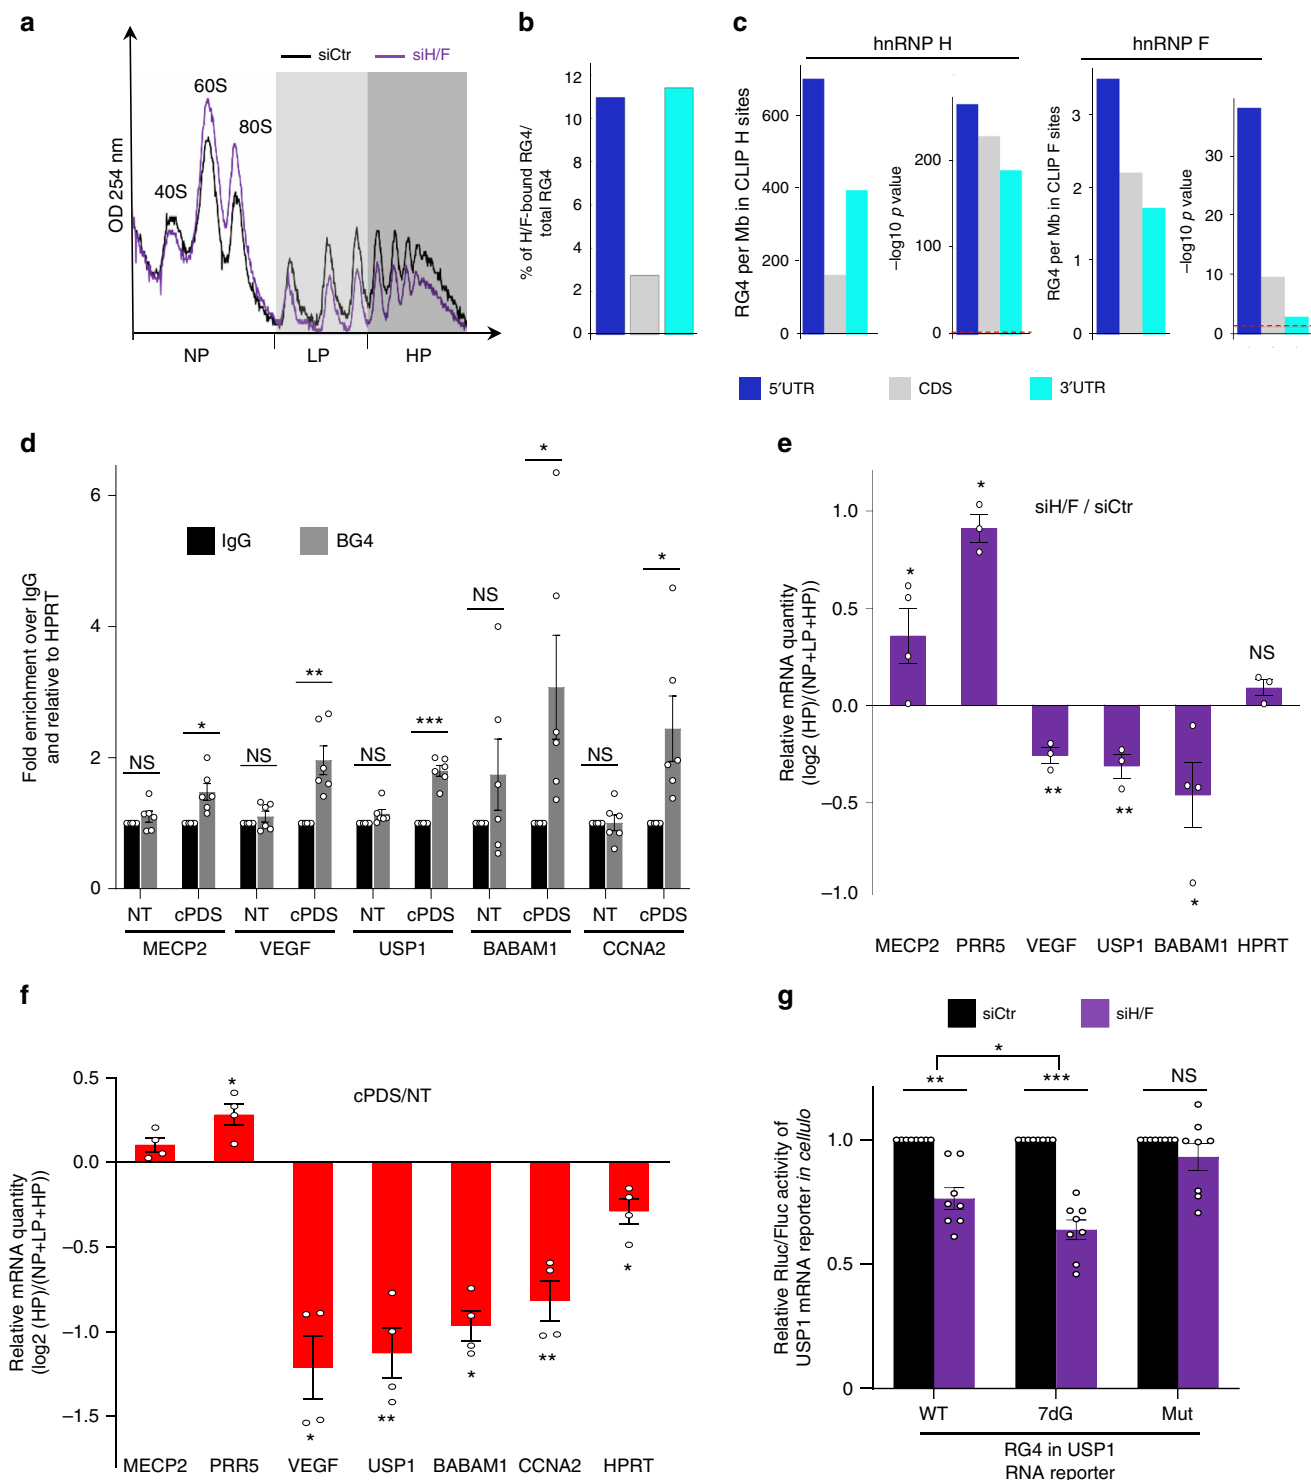 a
siCtr
siH/F
60S
80S
40S
OD 254 nm
NP
LP
HP
b
% of H/F-bound RG4/
total RG4
12
11
10
8
6
4
2
0
c
hnRNP H
hnRNP F
RG4 per Mb in CLIP H sites
600
400
200
0
–log10 p value
200
100
0
RG4 per Mb in CLIP F sites
3
2
1
0
–log10 p value
30
20
10
0
5′UTR
CDS
3′UTR
d
Fold enrichment over IgG
and relative to HPRT
6
4
2
0
IgG
BG4
NS
*
NS
**
NS
***
NS
*
NS
*
NT cPDS NT cPDS NT cPDS NT cPDS NT cPDS
MECP2 VEGF USP1 BABAM1 CCNA2
e
siH/F / siCtr
Relative mRNA quantity
(log2 (HP)/(NP+LP+HP))
1.0
0.5
0.0
–0.5
–1.0
*
*
**
**
*
NS
MECP2 PRR5 VEGF USP1 BABAM1 HPRT
f
cPDS/NT
Relative mRNA quantity
(log2 (HP)/(NP+LP+HP))
0.5
0.0
–0.5
–1.0
–1.5
*
*
**
*
**
*
MECP2 PRR5 VEGF USP1 BABAM1 CCNA2 HPRT
g
siCtr
siH/F
Relative Rluc/Fluc activity of
USP1 mRNA reporter in cellulo
1.0
0.5
0
*
**
***
NS
WT 7dG Mut
RG4 in USP1
RNA reporter